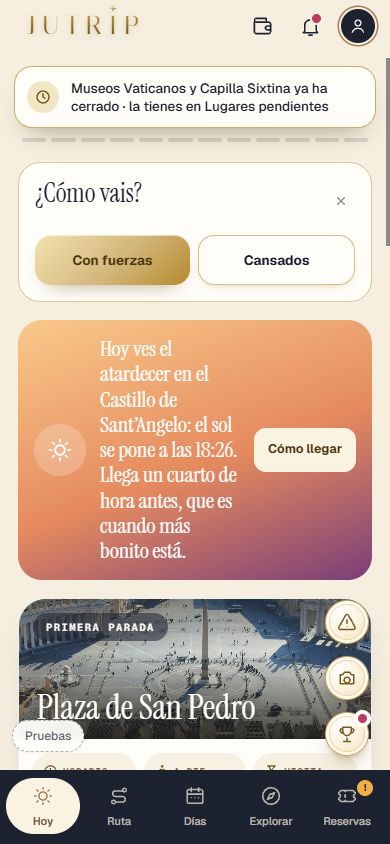 JUTRIP
Museos Vaticanos y Capilla Sixtina ya ha
cerrado · la tienes en Lugares pendientes
¿Cómo vais?
×
Con fuerzas
Cansados
Hoy ves el
atardecer en el
Castillo de
Sant’Angelo: el sol
se pone a las 18:26.
Llega un cuarto de
hora antes, que es
cuando más
bonito está.
Cómo llegar
PRIMERA PARADA
Plaza de San Pedro
Pruebas
HORARIO
A PIE
VISITA
Hoy
Ruta
Días
Explorar
!
Reservas